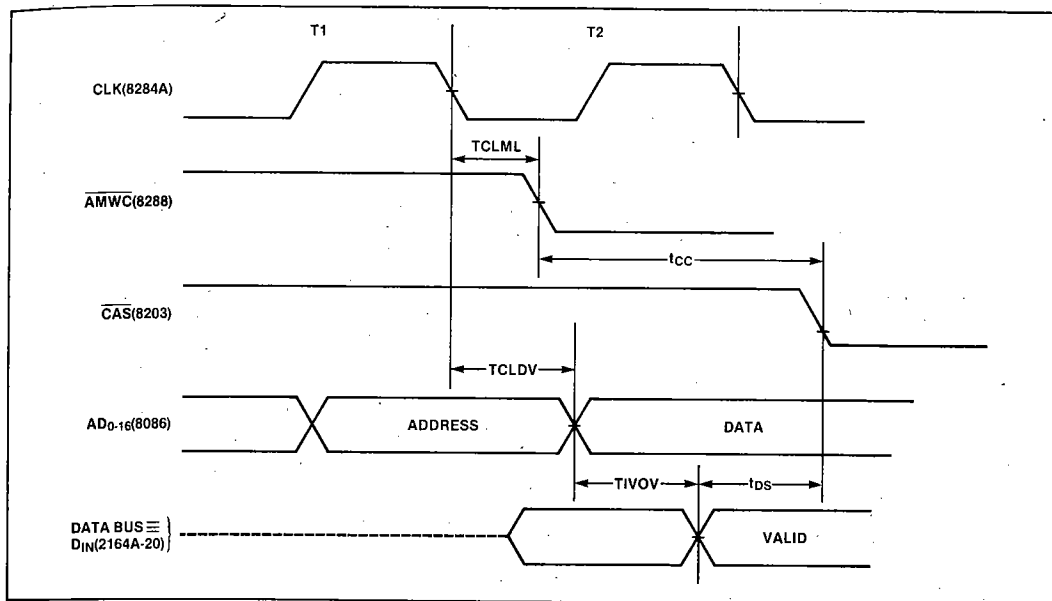 T1 T2
CLK(8284A)
TCLML
AMWC(8288)
tCC
CAS(8203)
TCLDV
AD0-16(8086) ADDRESS DATA
TIVOV tDS
DATA BUS ≡
DIN(2164A-20) VALID